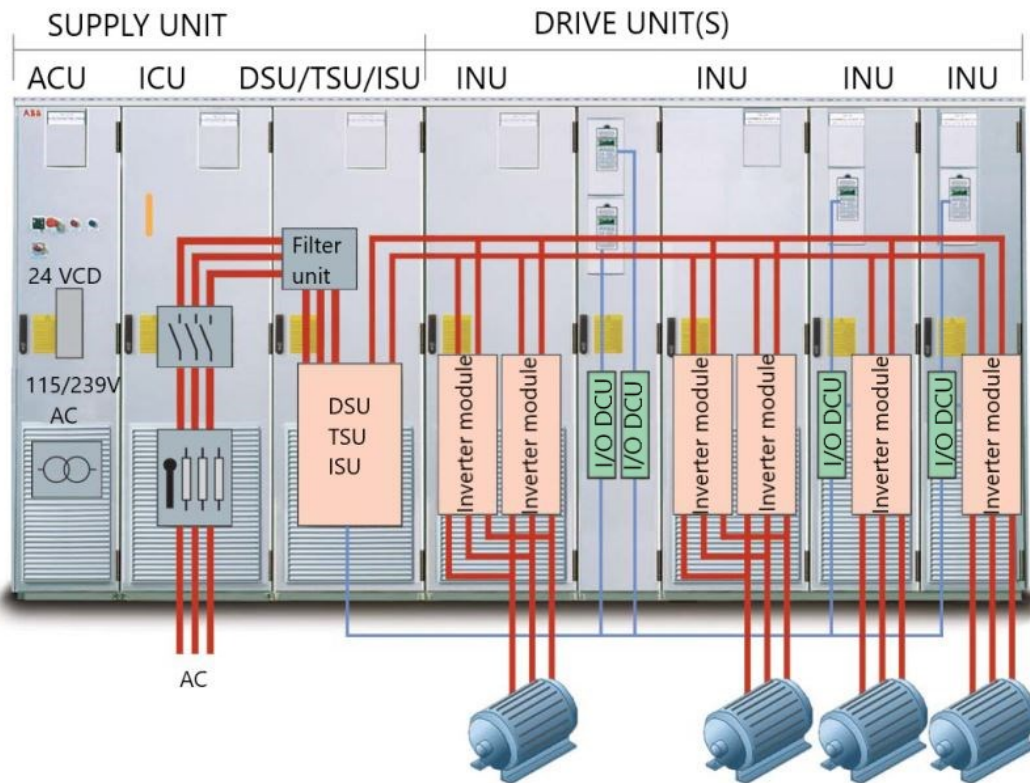 SUPPLY UNIT
DRIVE UNIT(S)
ACU
ICU
DSU/TSU/ISU
INU
INU
INU
INU
ABB
Filter
unit
24 VCD
115/239V
AC
DSU
TSU
ISU
Inverter module
Inverter module
I/O DCU
I/O DCU
Inverter module
Inverter module
I/O DCU
Inverter module
I/O DCU
Inverter module
AC